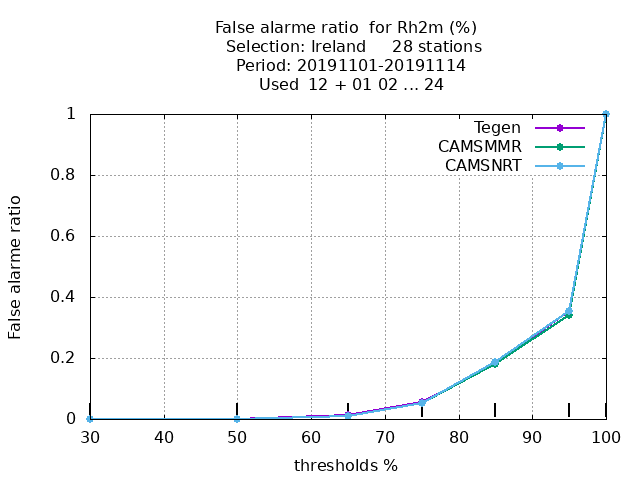 False alarme ratio  for Rh2m (%)
Selection: Ireland     28 stations
Period: 20191101-20191114
Used  12 + 01 02 ... 24
Tegen
CAMSMMR
CAMSNRT
1
0.8
0.6
0.4
0.2
0
False alarme ratio
30 40 50 60 70 80 90 100
thresholds %